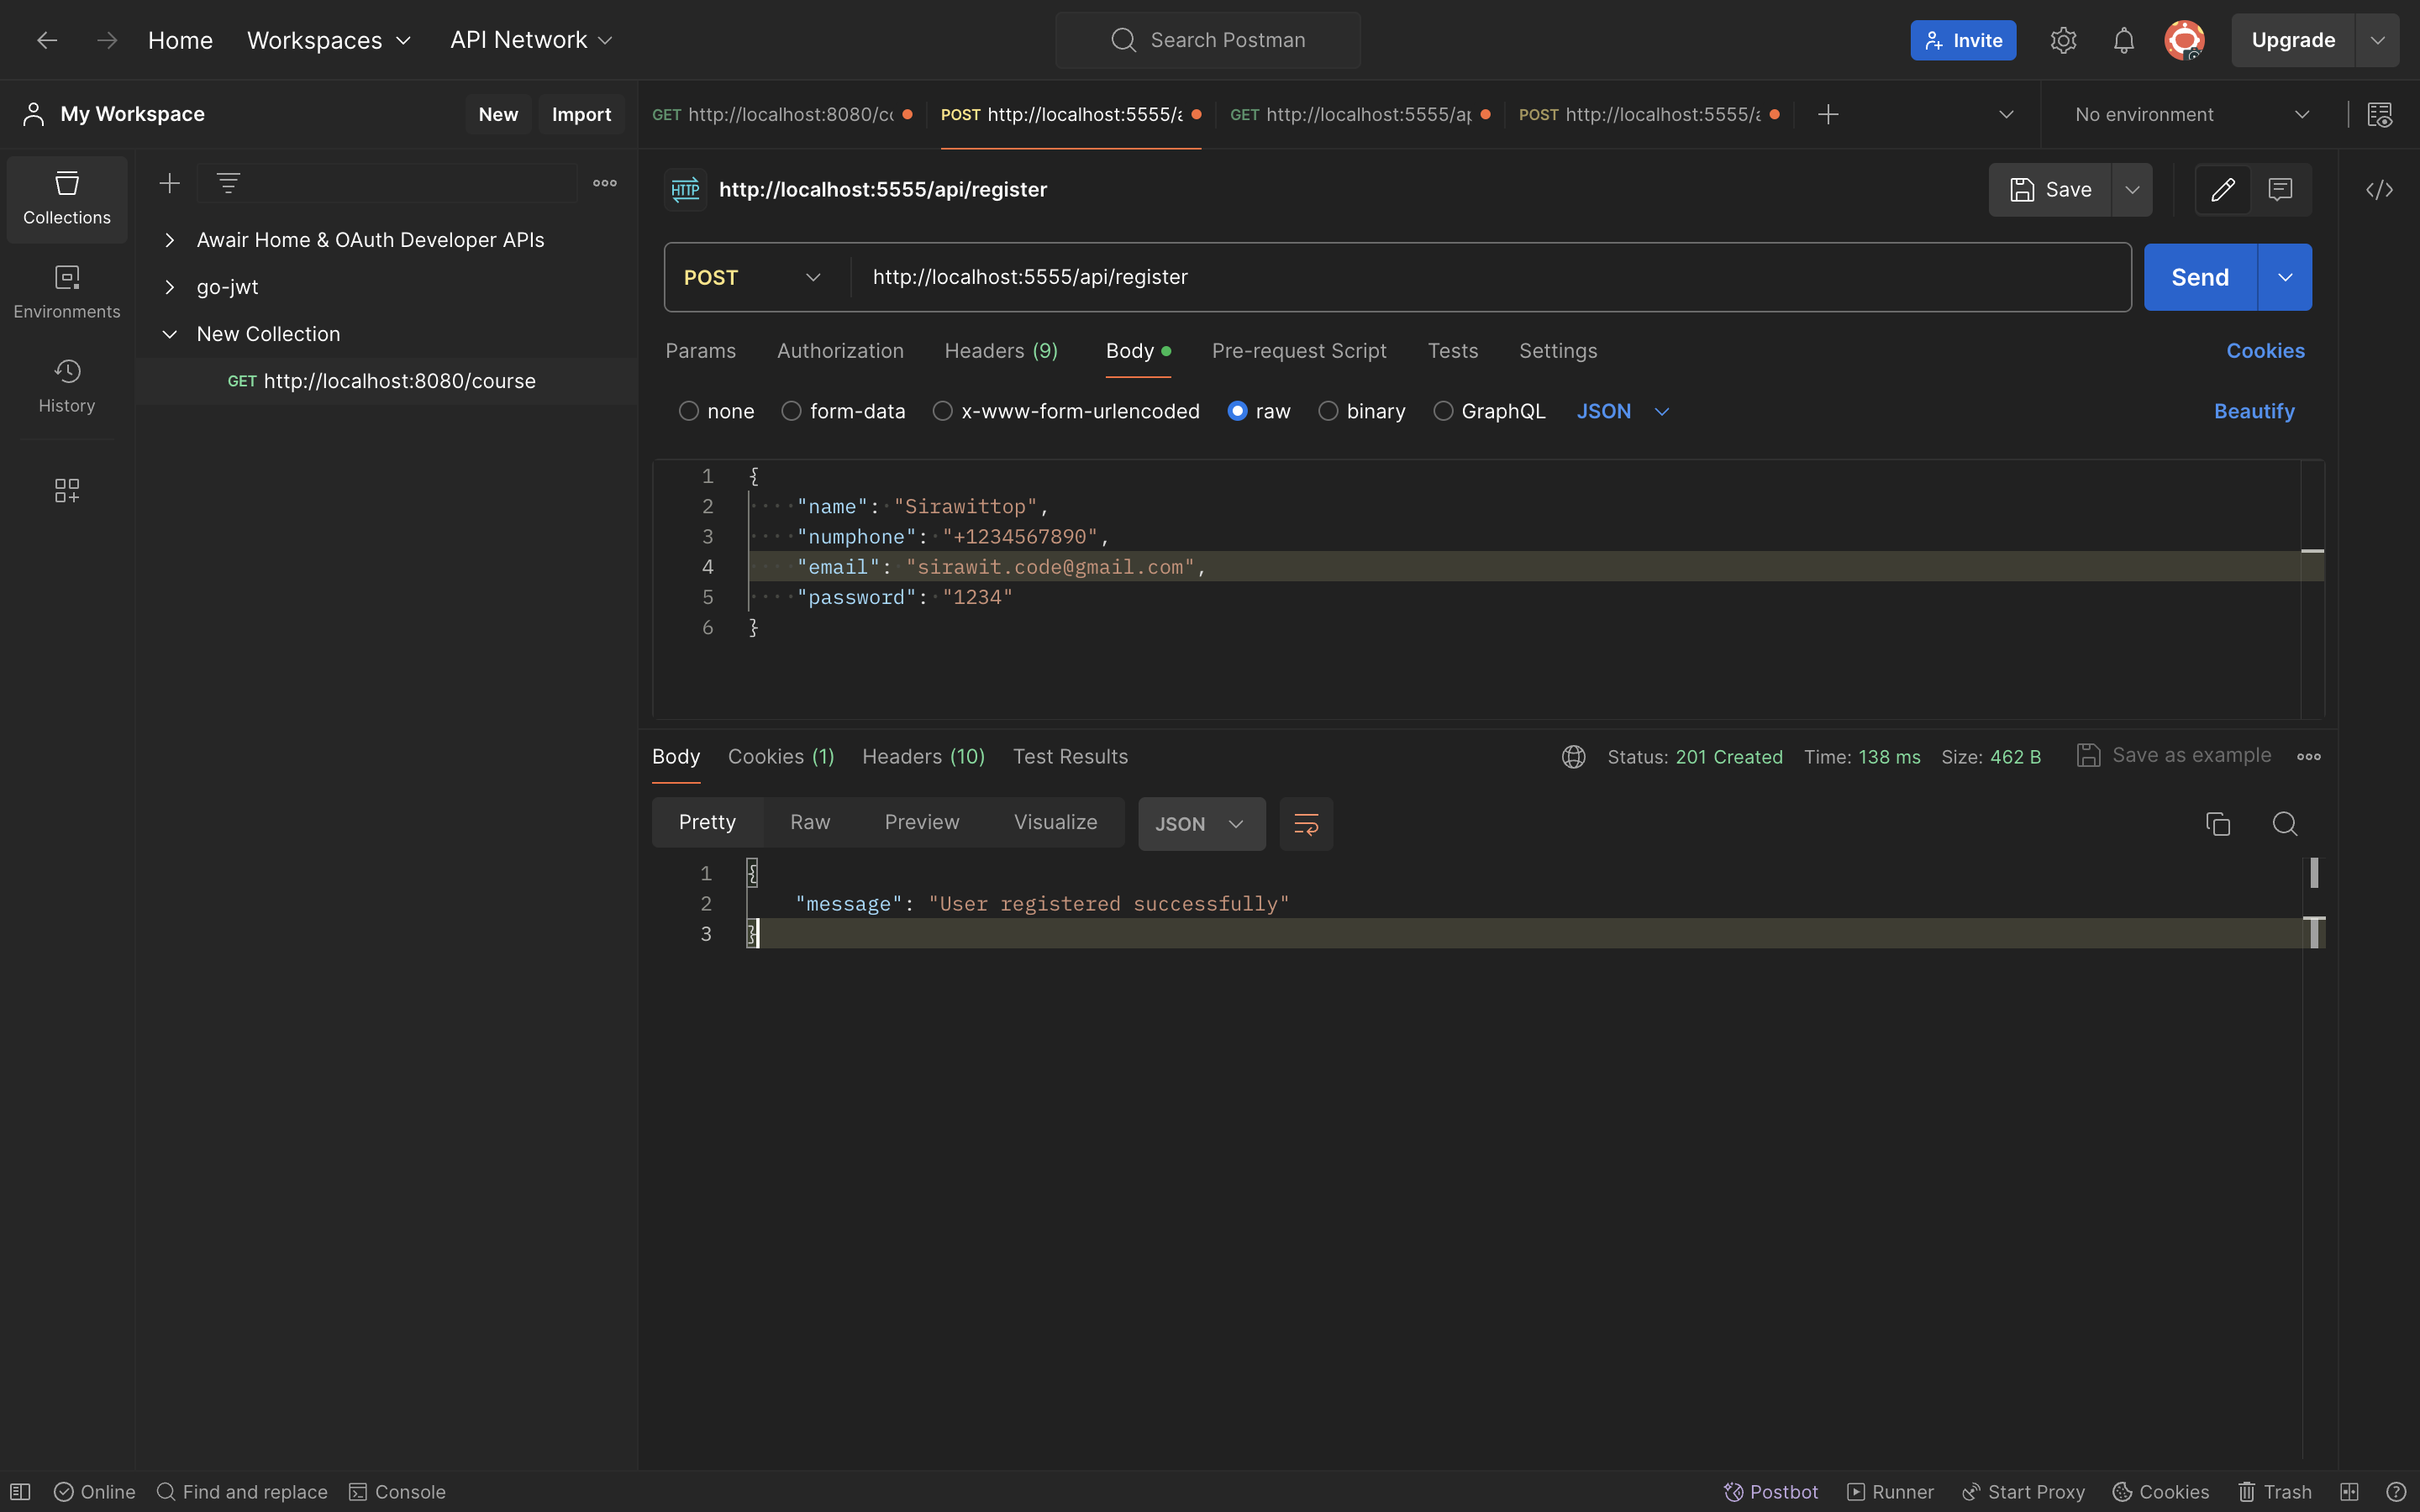 Home Workspaces API Network Search Postman Invite Upgrade
My Workspace New Import
GET http://localhost:8080/cc POST http://localhost:5555/a GET http://localhost:5555/ap POST http://localhost:5555/a No environment
Collections
Environments
History
Awair Home & OAuth Developer APIs
go-jwt
New Collection
GET http://localhost:8080/course
HTTP http://localhost:5555/api/register Save
POST http://localhost:5555/api/register Send
Params Authorization Headers (9) Body Pre-request Script Tests Settings Cookies
none form-data x-www-form-urlencoded raw binary GraphQL JSON Beautify
1 {
2 "name": "Sirawittop",
3 "numphone": "+1234567890",
4 "email": "sirawit.code@gmail.com",
5 "password": "1234"
6 }
Body Cookies (1) Headers (10) Test Results Status: 201 Created Time: 138 ms Size: 462 B Save as example
Pretty Raw Preview Visualize JSON
1 {
2 "message": "User registered successfully"
3 }
Online Find and replace Console Postbot Runner Start Proxy Cookies Trash